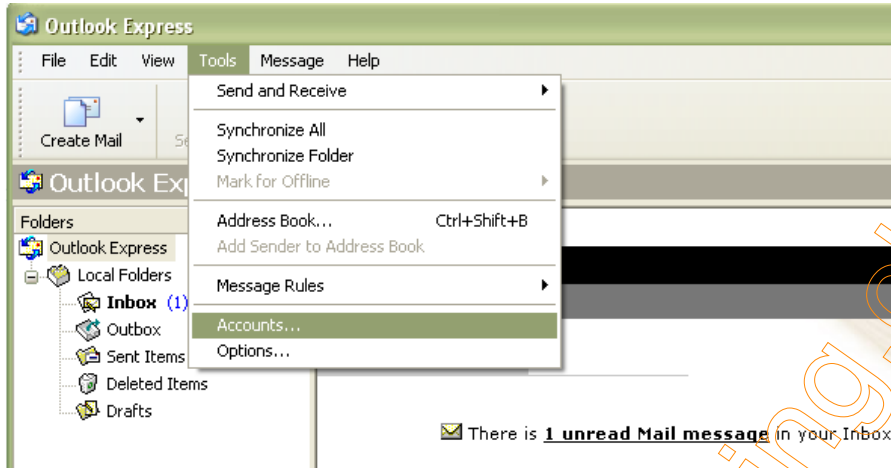 Outlook Express
File Edit View Tools Message Help
Send and Receive
Create Mail
Synchronize All
Synchronize Folder
Mark for Offline
Address Book... Ctrl+Shift+B
Add Sender to Address Book
Message Rules
Accounts...
Options...
Folders
Outlook Express
Local Folders
Inbox (1)
Outbox
Sent Items
Deleted Items
Drafts
There is 1 unread Mail message in your Inbox